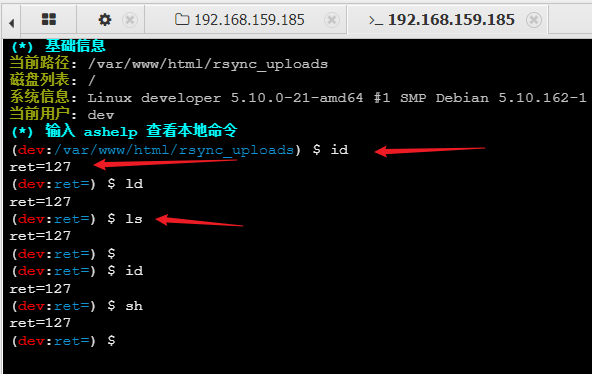 192.168.159.185
192.168.159.185
(*) 基础信息
当前路径: /var/www/html/rsync_uploads
磁盘列表: /
系统信息: Linux developer 5.10.0-21-amd64 #1 SMP Debian 5.10.162-1
当前用户: dev
(*) 输入 ashelp 查看本地命令
(dev:/var/www/html/rsync_uploads) $ id
ret=127
(dev:ret=) $ ld
ret=127
(dev:ret=) $ ls
ret=127
(dev:ret=) $
(dev:ret=) $ id
ret=127
(dev:ret=) $ sh
ret=127
(dev:ret=) $